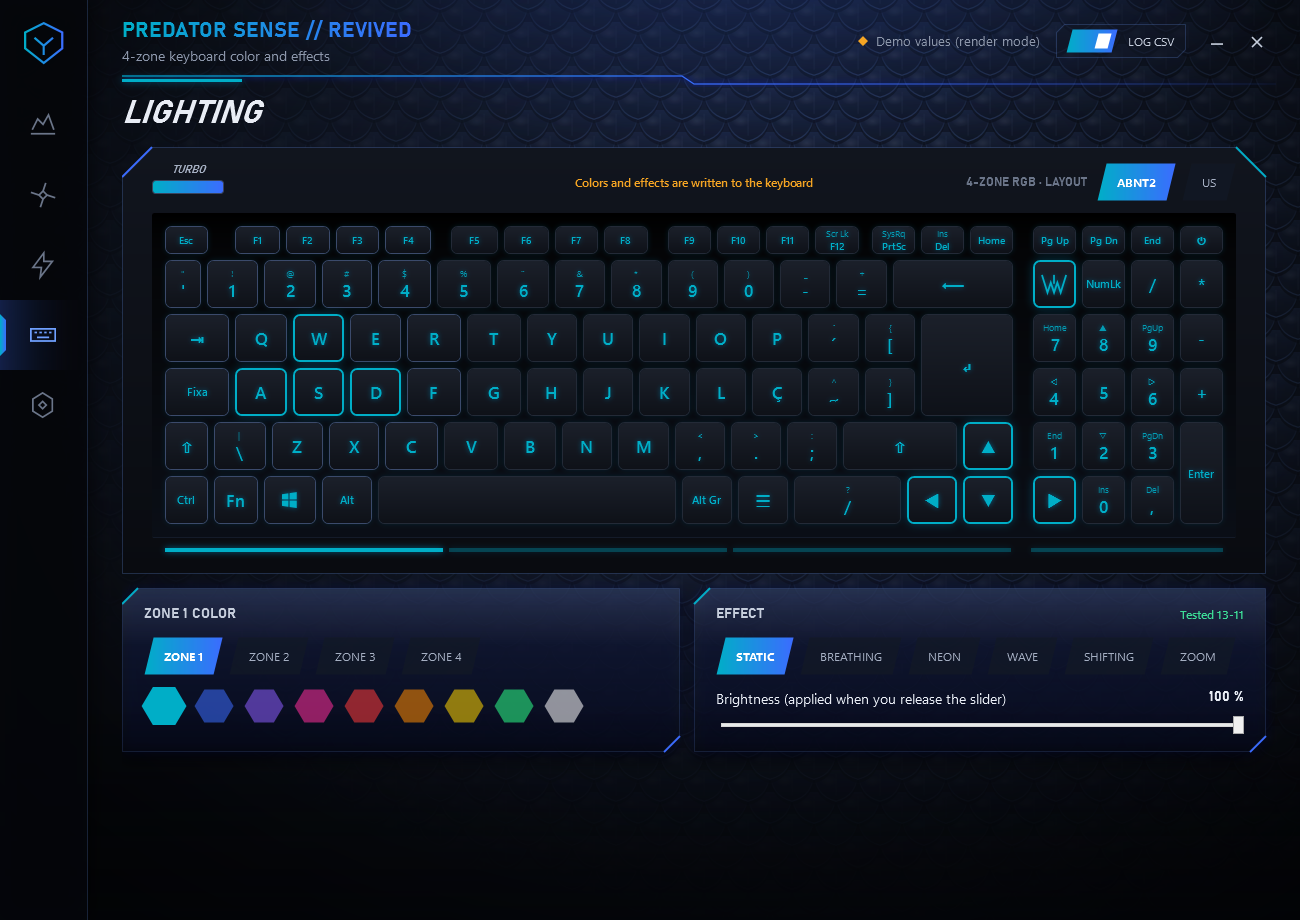 PREDATOR SENSE // REVIVED
4-zone keyboard color and effects
Demo values (render mode)
LOG CSV
LIGHTING
TURBO
Colors and effects are written to the keyboard
4-ZONE RGB · LAYOUT
ABNT2
US
Esc F1 F2 F3 F4 F5 F6 F7 F8 F9 F10 F11 Scr Lk F12 SysRq PrtSc Ins Del Home Pg Up Pg Dn End
" ' ! 1 @ 2 # 3 $ 4 % 5 ¨ 6 & 7 * 8 ( 9 ) 0 _ - + = ⟵ NumLk / *
⇥ Q W E R T Y U I O P ` ´ { [ ↵ Home 7 ▲ 8 PgUp 9 -
Fixa A S D F G H J K L Ç ^ ~ } ] ◁ 4 5 ▷ 6 +
⇧ | \ Z X C V B N M < , > . : ; ⇧ ▲ End 1 ▽ 2 PgDn 3 Enter
Ctrl Fn Alt Alt Gr ☰ ? / ◀ ▼ ▶ Ins 0 Del ,
ZONE 1 COLOR
ZONE 1
ZONE 2
ZONE 3
ZONE 4
EFFECT
Tested 13-11
STATIC
BREATHING
NEON
WAVE
SHIFTING
ZOOM
Brightness (applied when you release the slider)
100 %